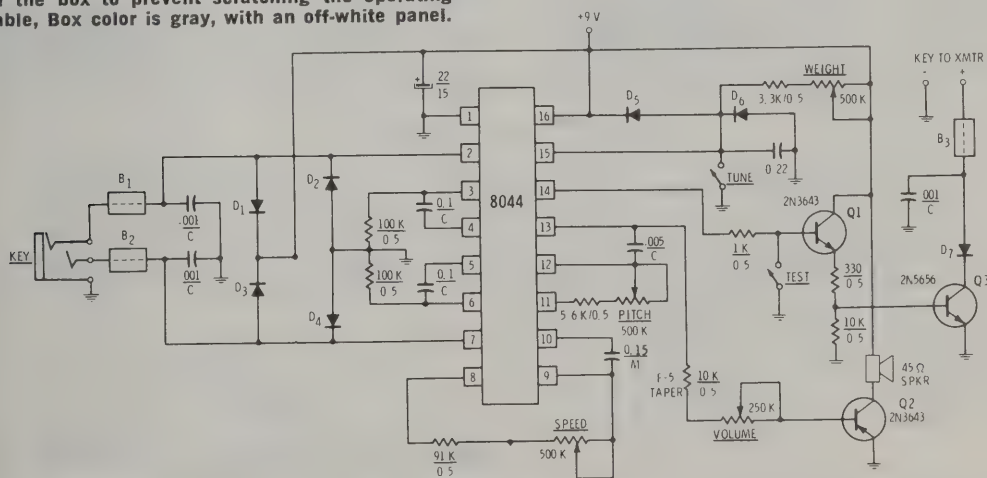 r the box to prevent scratching the operating
able, Box color is gray, with an off-white panel.
+9 V
KEY TO XMTR
- +
22
15
WEIGHT
3.3K/0 5
500 K
D5
D6
B3
1
16
2
15
0 22
TUNE
001
C
B1
D1
D2
3
0.1
C
4
8044
14
2N3643
Q1
D7
.001
C
100 K
0 5
13
1 K
0 5
.005
C
TEST
330
0 5
2N5656
Q3
KEY
B2
001
C
D3
100 K
0 5
5
0.1
C
6
12
11
5 6K/0.5
PITCH
500 K
10 K
0 5
D4
7
10
0.15
M
8
9
F-5
TAPER
10 K
0 5
45 Ω
SPKR
250 K
VOLUME
Q2
2N3643
SPEED
500 K
91 K
0 5